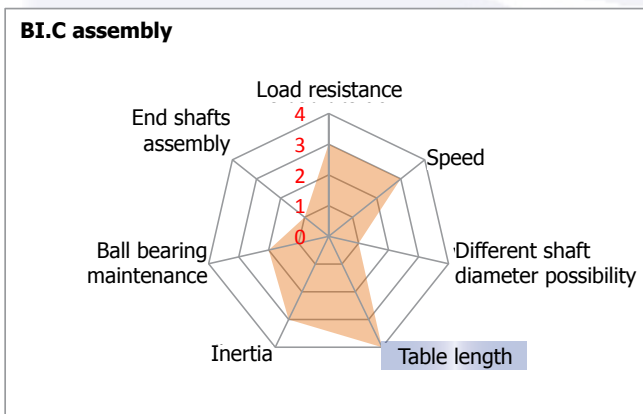 BI.C assembly
Load resistance
End shafts
assembly
4
3
2
1
0
Speed
Ball bearing
maintenance
Different shaft
diameter possibility
Inertia
Table length